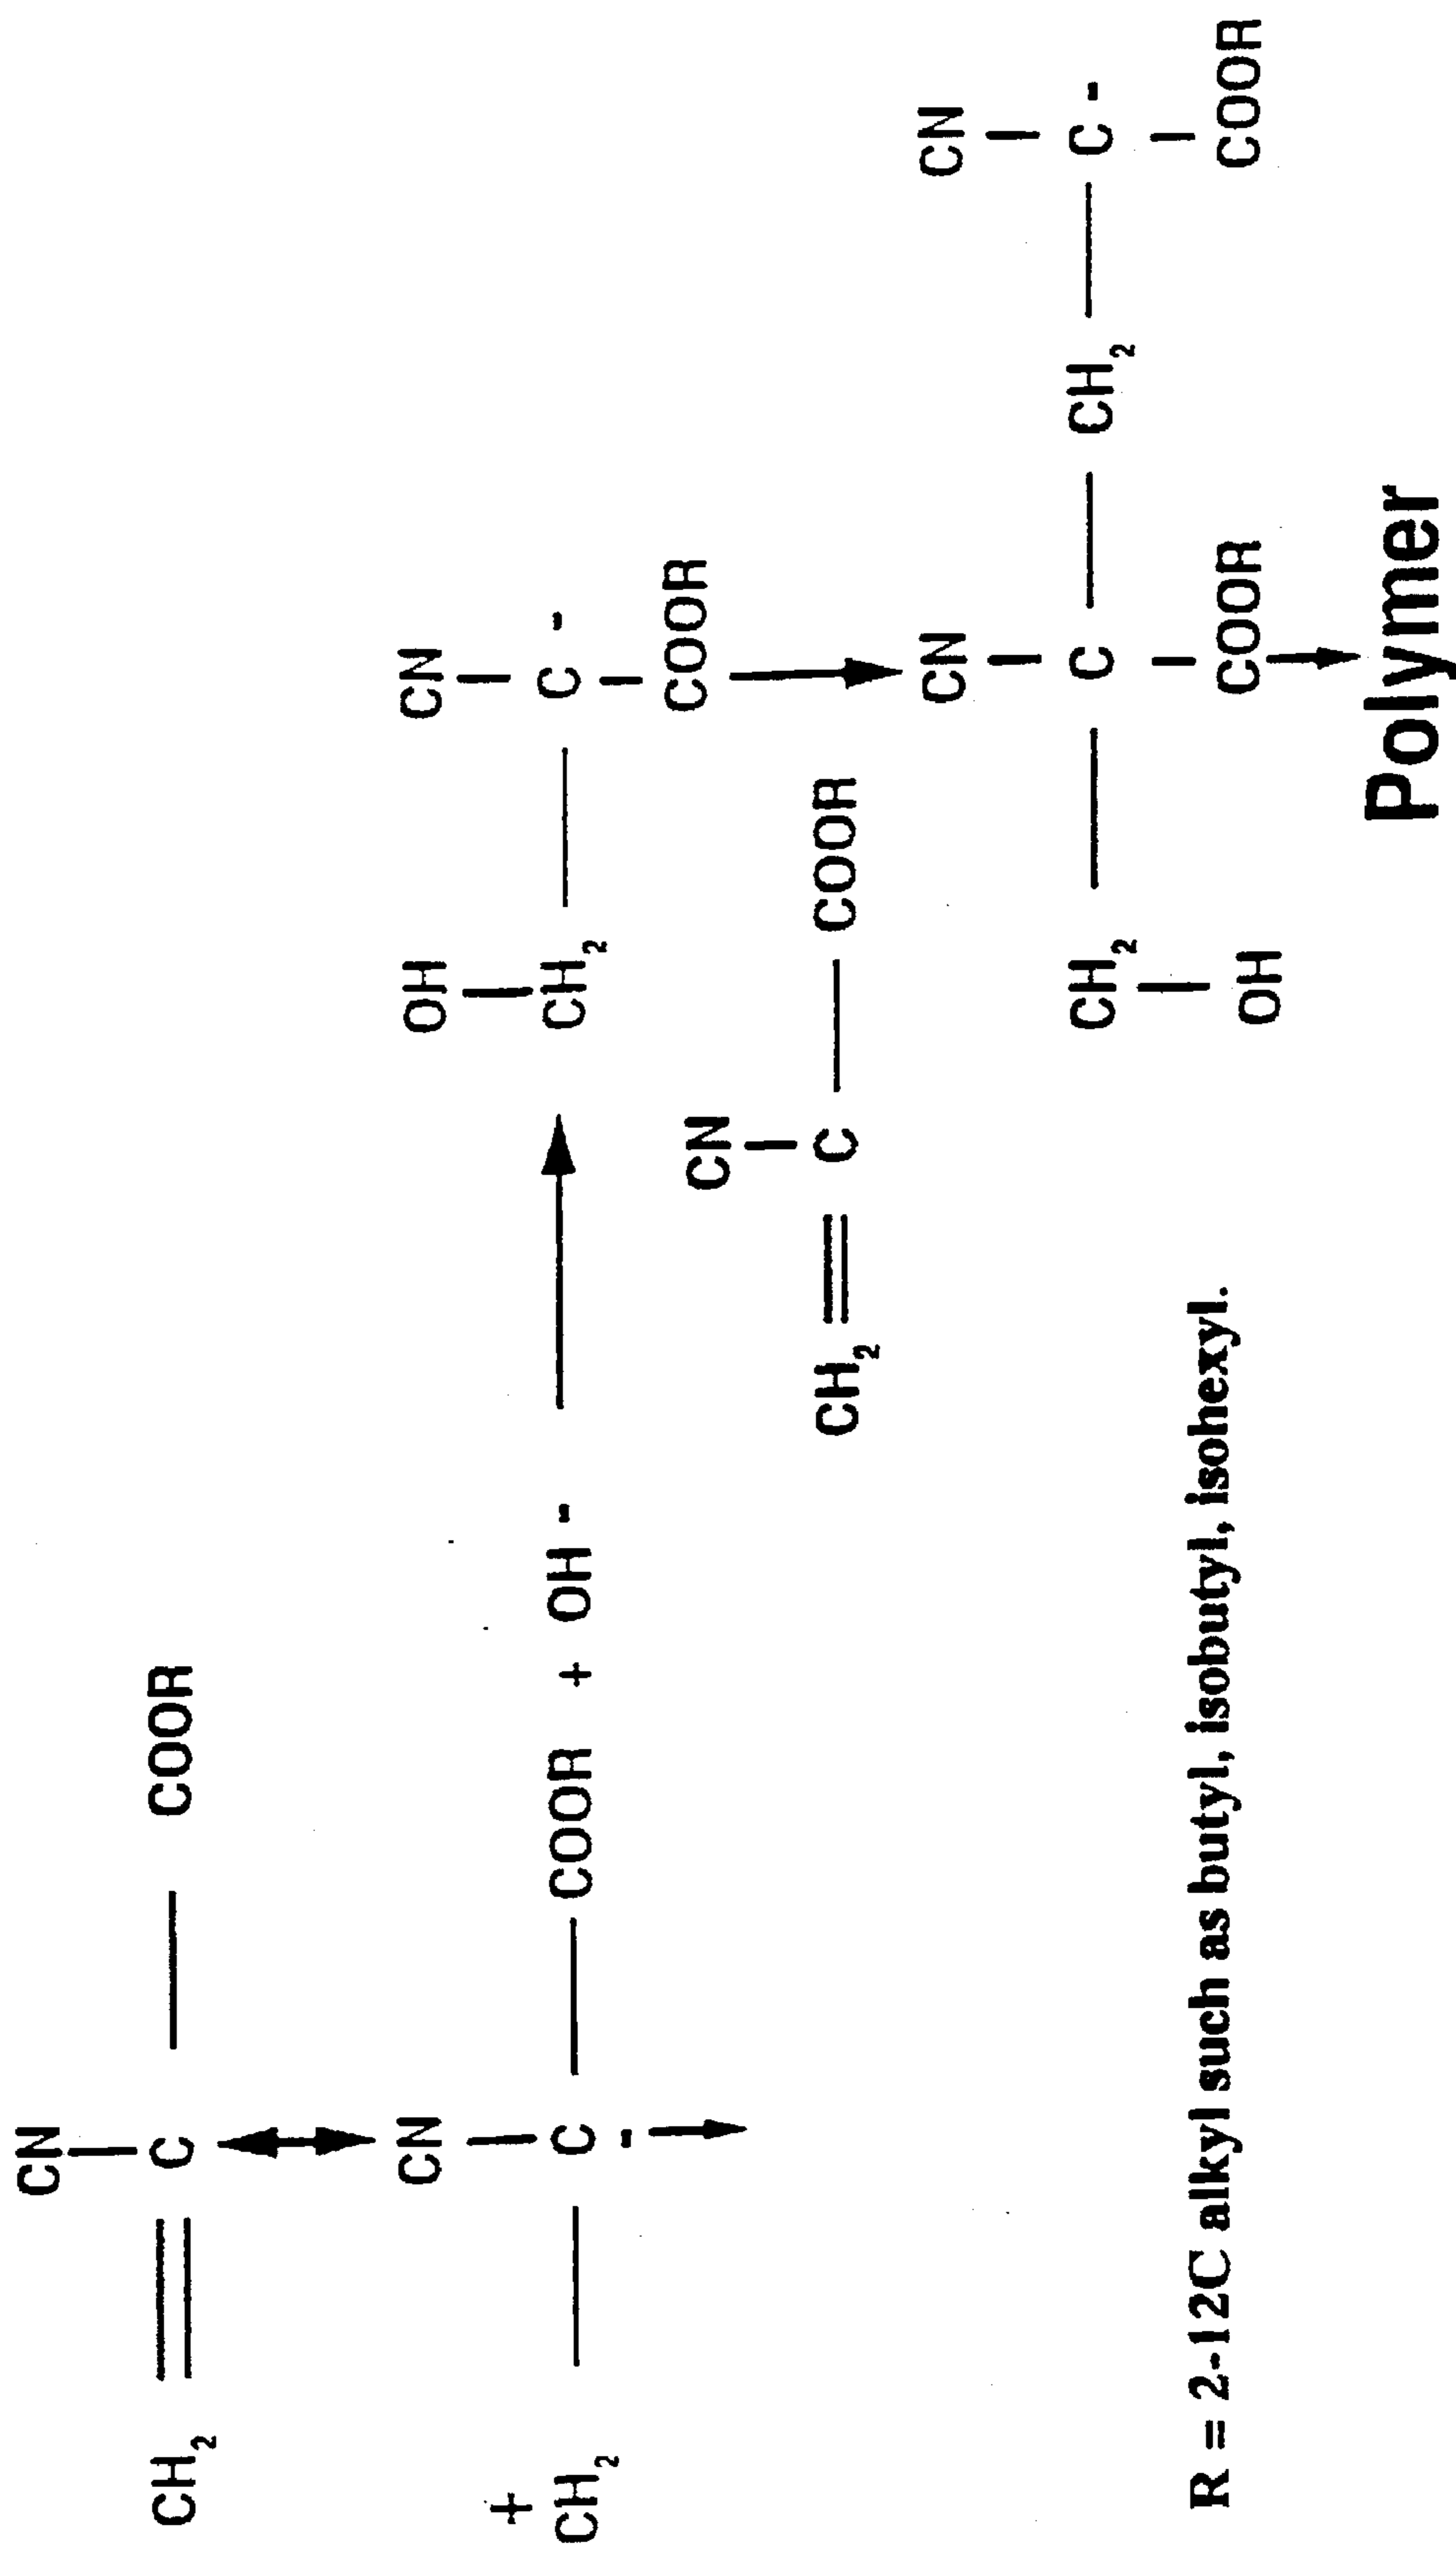 CN
CH2 = C — COOR
CN
+
CH2 — C — COOR + OH -
-
OH CN
CH2 — C -
COOR
CN
CH2 = C — COOR
CN CN
CH2 — C — CH2 — C -
OH COOR COOR
R = 2-12C alkyl such as butyl, isobutyl, isohexyl.
Polymer